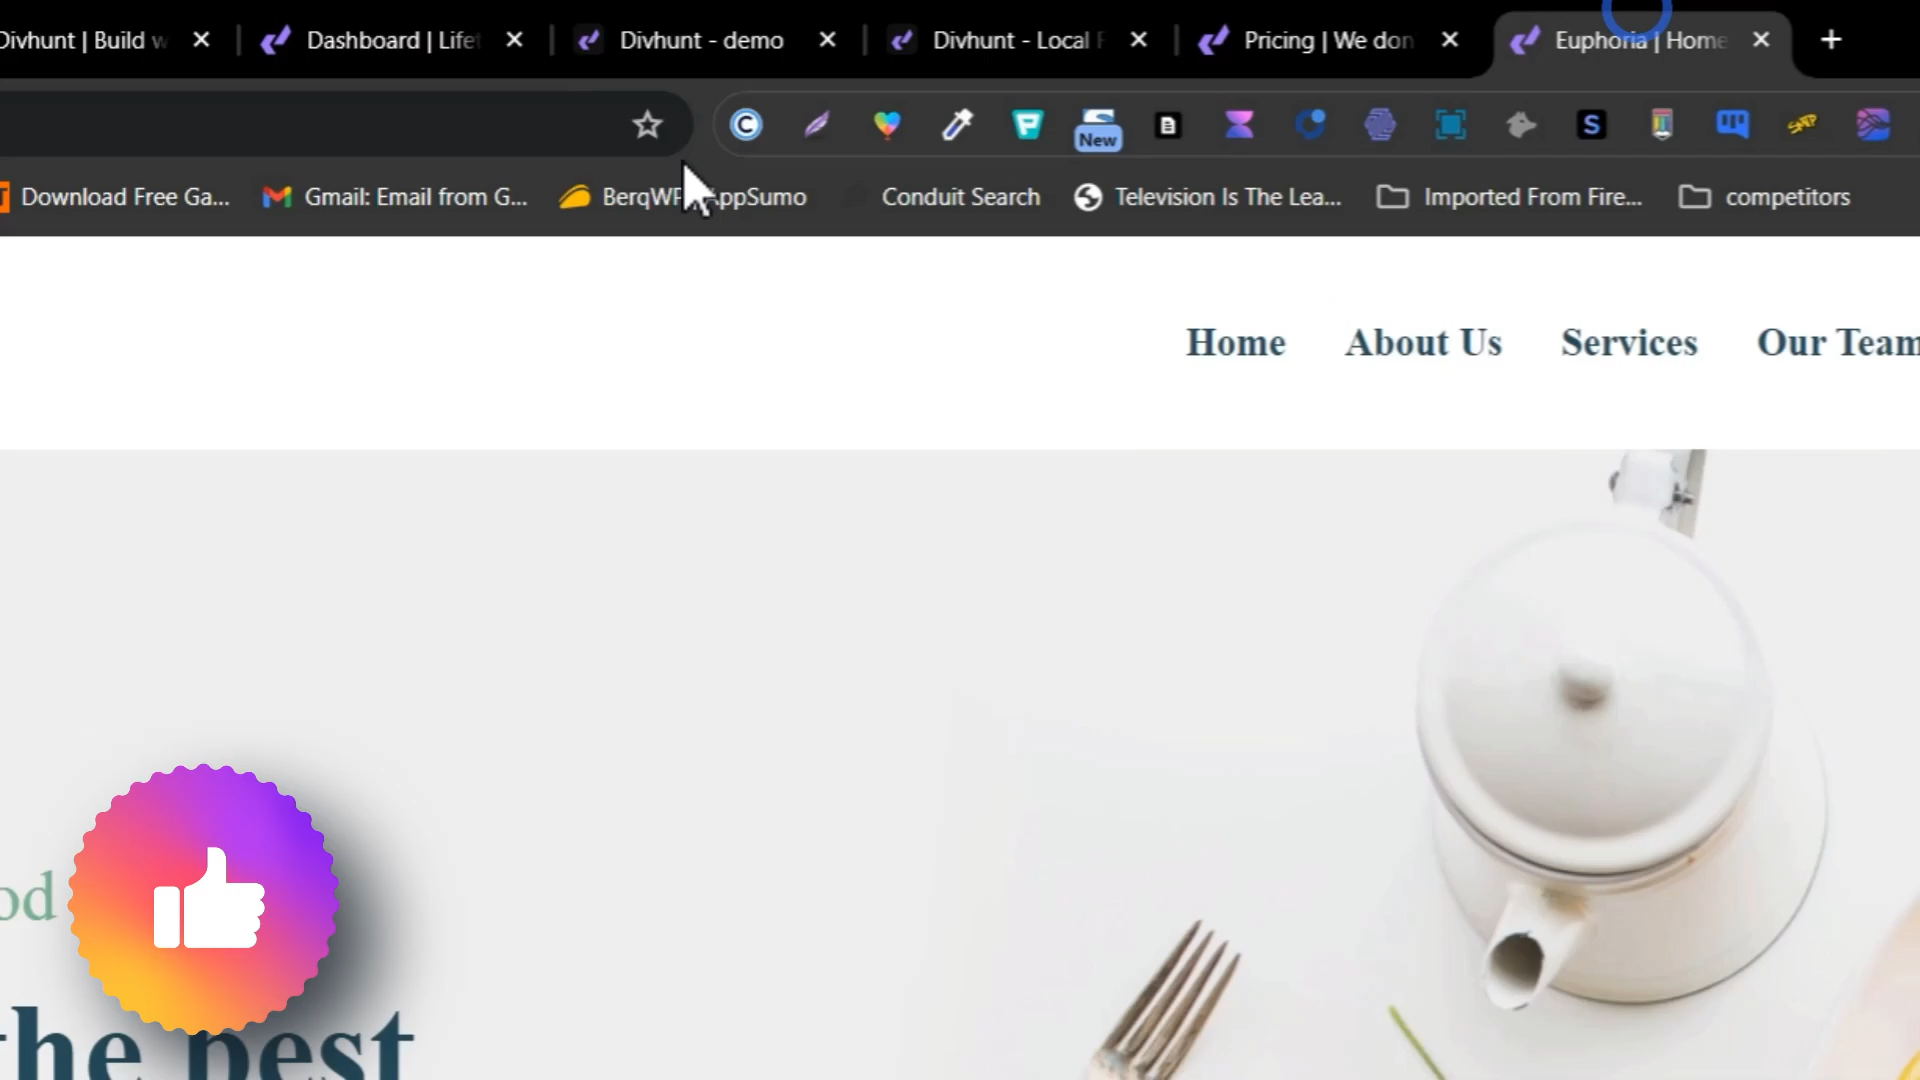 Divhunt | Build w
Dashboard | Lifet
Divhunt - demo
Divhunt - Local F
Pricing | We don
Euphoria | Home
New
S
Download Free Ga...
Gmail: Email from G...
BerqWP AppSumo
Conduit Search
Television Is The Lea...
Imported From Fire...
competitors
Home About Us Services Our Team
od
the best